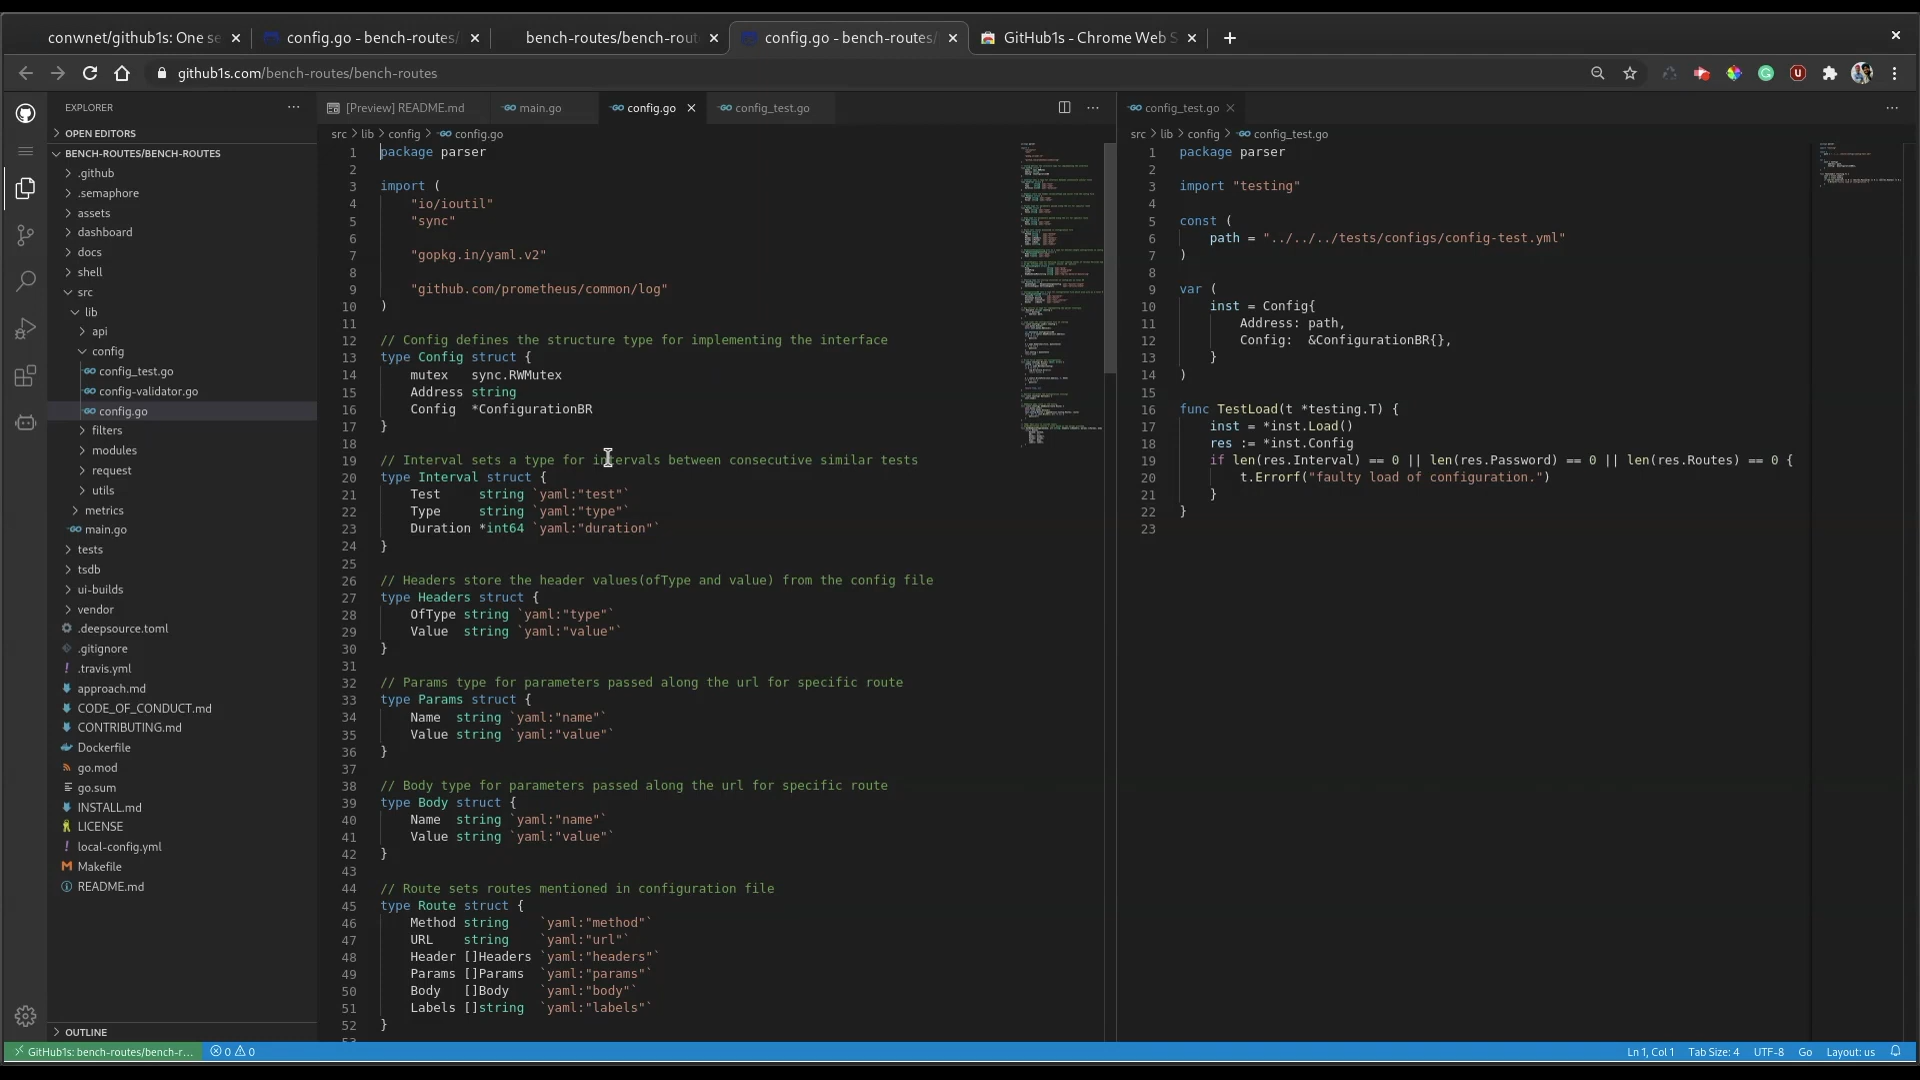 conwnet/github1s: One se
config.go - bench-routes/
bench-routes/bench-rout
config.go - bench-routes/
GitHub1s - Chrome Web S
github1s.com/bench-routes/bench-routes
EXPLORER
OPEN EDITORS
BENCH-ROUTES/BENCH-ROUTES
.github
.semaphore
assets
dashboard
docs
shell
src
lib
api
config
config_test.go
config-validator.go
config.go
filters
modules
request
utils
metrics
main.go
tests
tsdb
ui-builds
vendor
.deepsource.toml
.gitignore
.travis.yml
approach.md
CODE_OF_CONDUCT.md
CONTRIBUTING.md
Dockerfile
go.mod
go.sum
INSTALL.md
LICENSE
local-config.yml
Makefile
README.md
OUTLINE
[Preview] README.md
main.go
config.go
config_test.go
src > lib > config > config.go
1 package parser
2
3 import (
4 "io/ioutil"
5 "sync"
6
7 "gopkg.in/yaml.v2"
8
9 "github.com/prometheus/common/log"
10 )
11
12 // Config defines the structure type for implementing the interface
13 type Config struct {
14 mutex sync.RWMutex
15 Address string
16 Config *ConfigurationBR
17 }
18
19 // Interval sets a type for intervals between consecutive similar tests
20 type Interval struct {
21 Test string `yaml:"test"`
22 Type string `yaml:"type"`
23 Duration *int64 `yaml:"duration"`
24 }
25
26 // Headers store the header values(ofType and value) from the config file
27 type Headers struct {
28 OfType string `yaml:"type"`
29 Value string `yaml:"value"`
30 }
31
32 // Params type for parameters passed along the url for specific route
33 type Params struct {
34 Name string `yaml:"name"`
35 Value string `yaml:"value"`
36 }
37
38 // Body type for parameters passed along the url for specific route
39 type Body struct {
40 Name string `yaml:"name"`
41 Value string `yaml:"value"`
42 }
43
44 // Route sets routes mentioned in configuration file
45 type Route struct {
46 Method string `yaml:"method"`
47 URL string `yaml:"url"`
48 Header []Headers `yaml:"headers"`
49 Params []Params `yaml:"params"`
50 Body []Body `yaml:"body"`
51 Labels []string `yaml:"labels"`
52 }
config_test.go
src > lib > config > config_test.go
1 package parser
2
3 import "testing"
4
5 const (
6 path = "../../../tests/configs/config-test.yml"
7 )
8
9 var (
10 inst = Config{
11 Address: path,
12 Config: &ConfigurationBR{},
13 }
14 )
15
16 func TestLoad(t *testing.T) {
17 inst = *inst.Load()
18 res := *inst.Config
19 if len(res.Interval) == 0 || len(res.Password) == 0 || len(res.Routes) == 0 {
20 t.Errorf("faulty load of configuration.")
21 }
22 }
23
GitHub1s: bench-routes/bench-r... 0 0
Ln 1, Col 1 Tab Size: 4 UTF-8 Go Layout: us